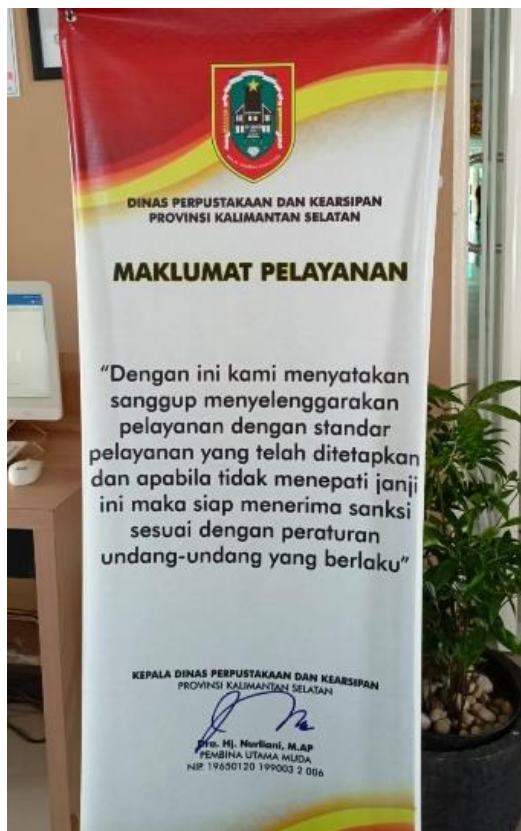 DINAS PERPUSTAKAAN DAN KEARSIPAN
PROVINSI KALIMANTAN SELATAN
MAKLUMAT PELAYANAN
“Dengan ini kami menyatakan
sanggup menyelenggarakan
pelayanan dengan standar
pelayanan yang telah ditetapkan
dan apabila tidak menepati janji
ini maka siap menerima sanksi
sesuai dengan peraturan
undang-undang yang berlaku”
KEPALA DINAS PERPUSTAKAAN DAN KEARSIPAN
PROVINSI KALIMANTAN SELATAN
Dra. Hj. Nurliani, M.AP
PEMBINA UTAMA MUDA
NIP. 19650120 199003 2 006